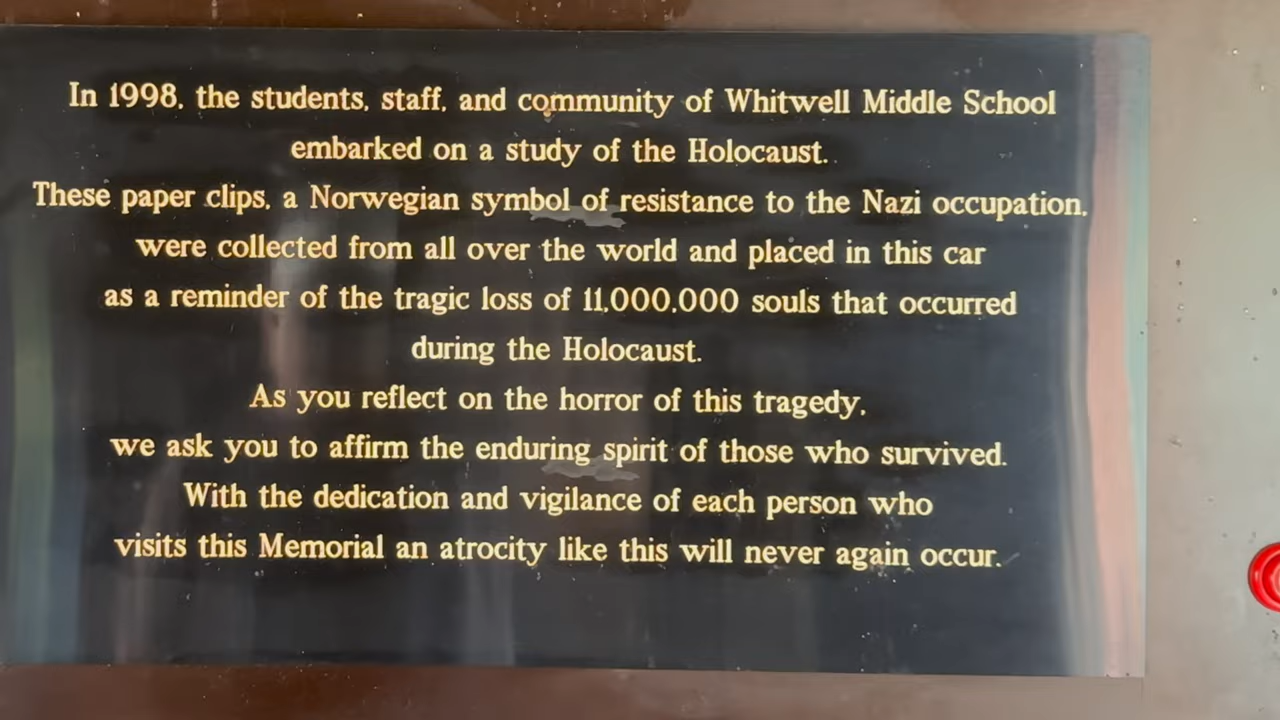 In 1998, the students, staff, and community of Whitwell Middle School
embarked on a study of the Holocaust.
These paper clips, a Norwegian symbol of resistance to the Nazi occupation,
were collected from all over the world and placed in this car
as a reminder of the tragic loss of 11,000,000 souls that occurred
during the Holocaust.
As you reflect on the horror of this tragedy,
we ask you to affirm the enduring spirit of those who survived.
With the dedication and vigilance of each person who
visits this Memorial an atrocity like this will never again occur.